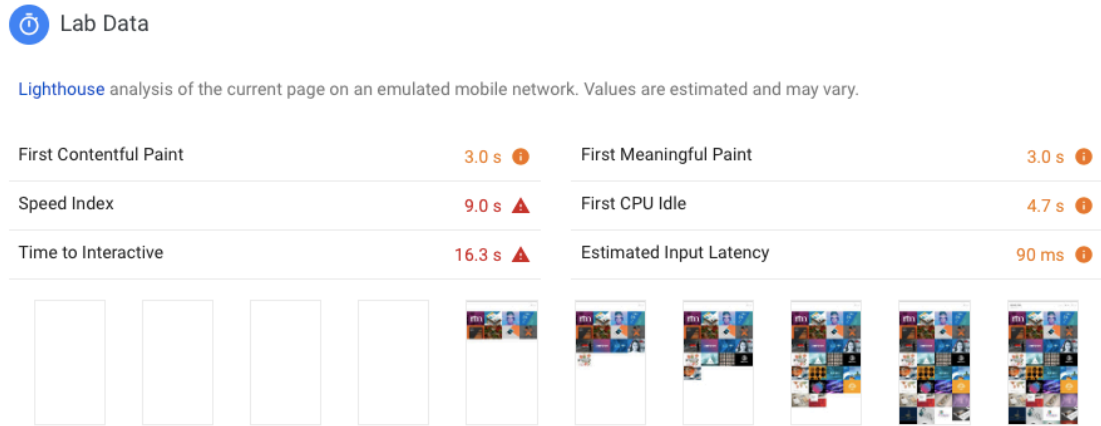 Lab Data
Lighthouse analysis of the current page on an emulated mobile network. Values are estimated and may vary.
First Contentful Paint 3.0 s
First Meaningful Paint 3.0 s
Speed Index 9.0 s
First CPU Idle 4.7 s
Time to Interactive 16.3 s
Estimated Input Latency 90 ms